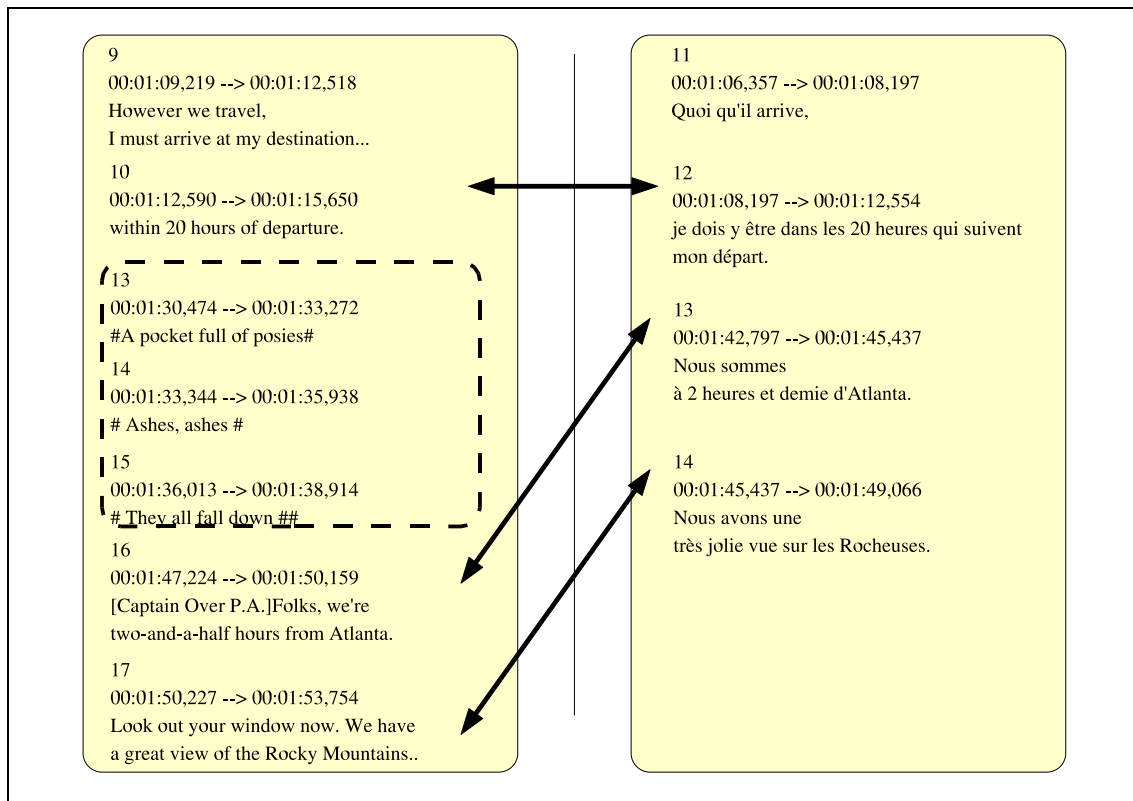 9
00:01:09,219 --> 00:01:12,518
However we travel,
I must arrive at my destination...
10
00:01:12,590 --> 00:01:15,650
within 20 hours of departure.
13
00:01:30,474 --> 00:01:33,272
#A pocket full of posies#
14
00:01:33,344 --> 00:01:35,938
# Ashes, ashes #
15
00:01:36,013 --> 00:01:38,914
# They all fall down ##
16
00:01:47,224 --> 00:01:50,159
[Captain Over P.A.]Folks, we're
two-and-a-half hours from Atlanta.
17
00:01:50,227 --> 00:01:53,754
Look out your window now. We have
a great view of the Rocky Mountains..
11
00:01:06,357 --> 00:01:08,197
Quoi qu'il arrive,
12
00:01:08,197 --> 00:01:12,554
je dois y être dans les 20 heures qui suivent
mon départ.
13
00:01:42,797 --> 00:01:45,437
Nous sommes
à 2 heures et demie d'Atlanta.
14
00:01:45,437 --> 00:01:49,066
Nous avons une
très jolie vue sur les Rocheuses.